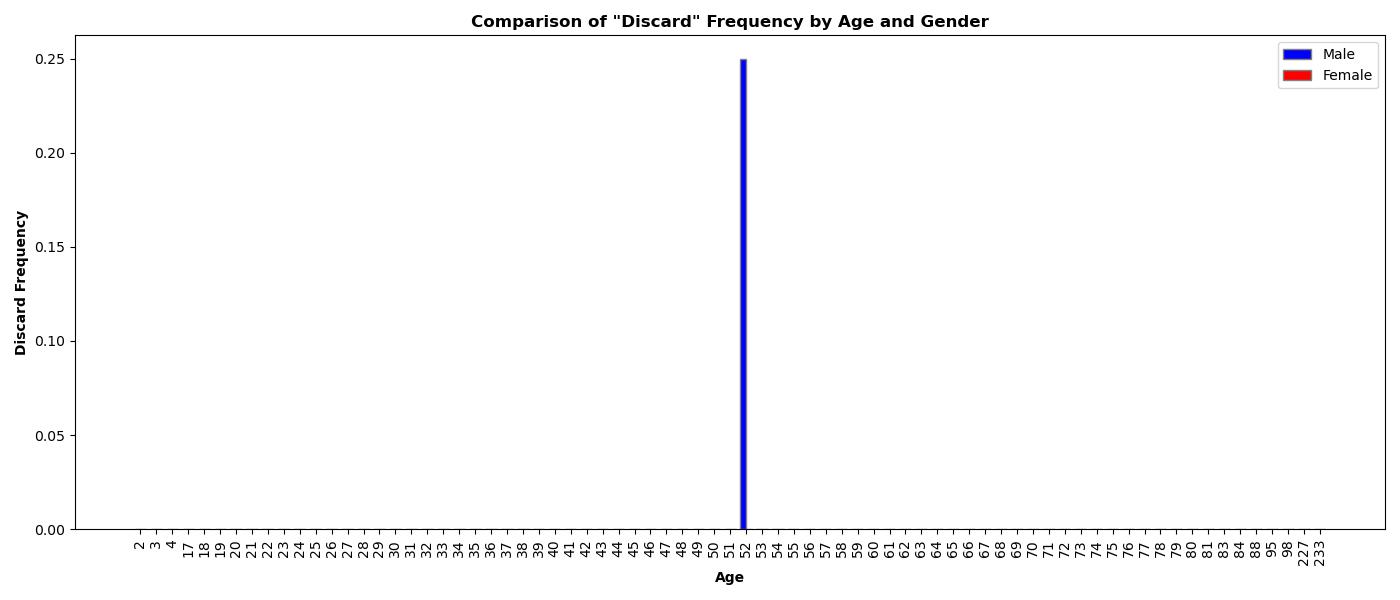 Comparison of "Discard" Frequency by Age and Gender
Male
Female
Discard Frequency
0.25
0.20
0.15
0.10
0.05
0.00
2 3 4 17 18 19 20 21 22 23 24 25 26 27 28 29 30 31 32 33 34 35 36 37 38 39 40 41 42 43 44 45 46 47 48 49 50 51 52 53 54 55 56 57 58 59 60 61 62 63 64 65 66 67 68 69 70 71 72 73 74 75 76 77 78 79 80 81 83 84 88 95 98 227 233
Age